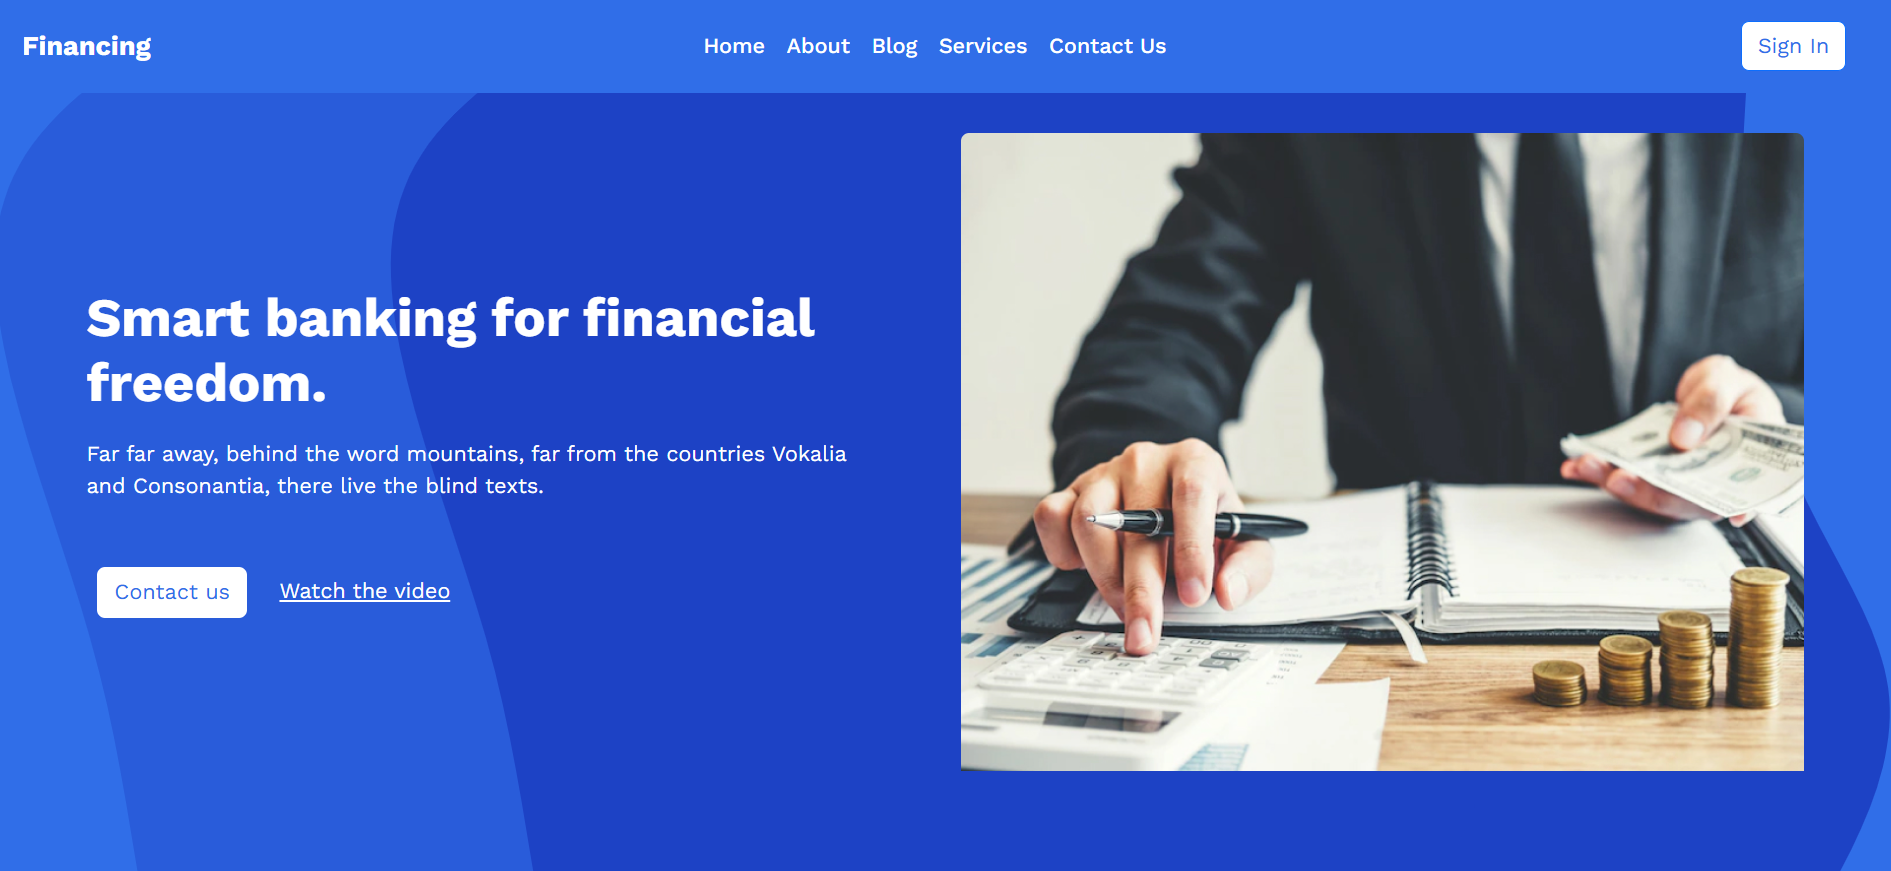 Financing
Home About Blog Services Contact Us
Sign In
Smart banking for financial
freedom.
Far far away, behind the word mountains, far from the countries Vokalia
and Consonantia, there live the blind texts.
Contact us
Watch the video